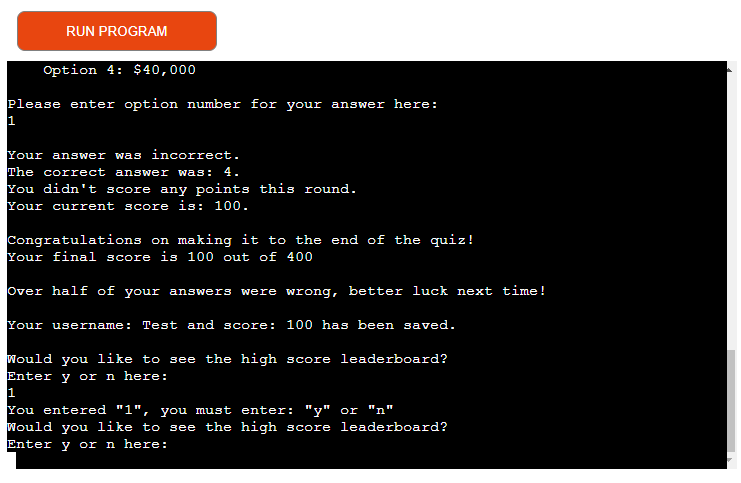 RUN PROGRAM
Option 4: $40,000
Please enter option number for your answer here:
1
Your answer was incorrect.
The correct answer was: 4.
You didn't score any points this round.
Your current score is: 100.
Congratulations on making it to the end of the quiz!
Your final score is 100 out of 400
Over half of your answers were wrong, better luck next time!
Your username: Test and score: 100 has been saved.
Would you like to see the high score leaderboard?
Enter y or n here:
1
You entered "1", you must enter: "y" or "n"
Would you like to see the high score leaderboard?
Enter y or n here: